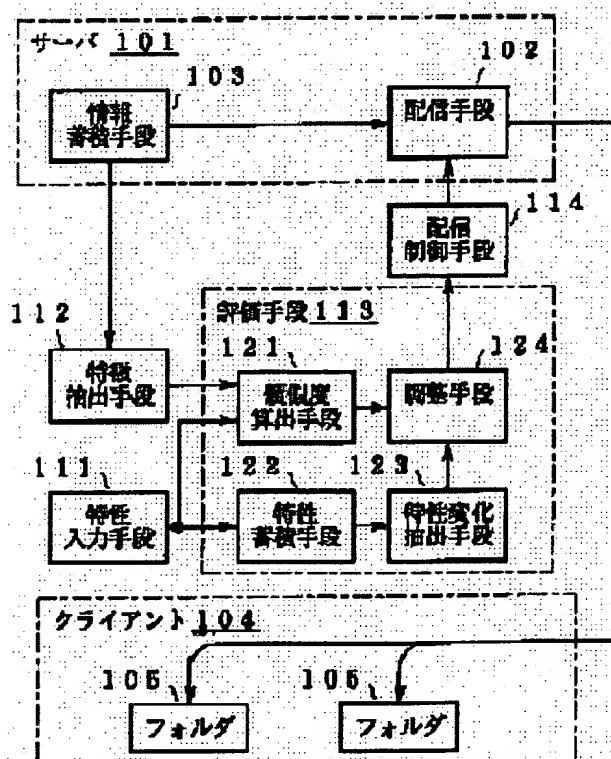 サーバ 101
103
102
情報
蓄積手段
配信手段
114
配信
制御手段
112
評価手段 113
121
124
特徴
抽出手段
類似度
算出手段
調整手段
111
122
123
特性
入力手段
特性
蓄積手段
特性変化
抽出手段
クライアント 104
105
105
フォルダ
フォルダ